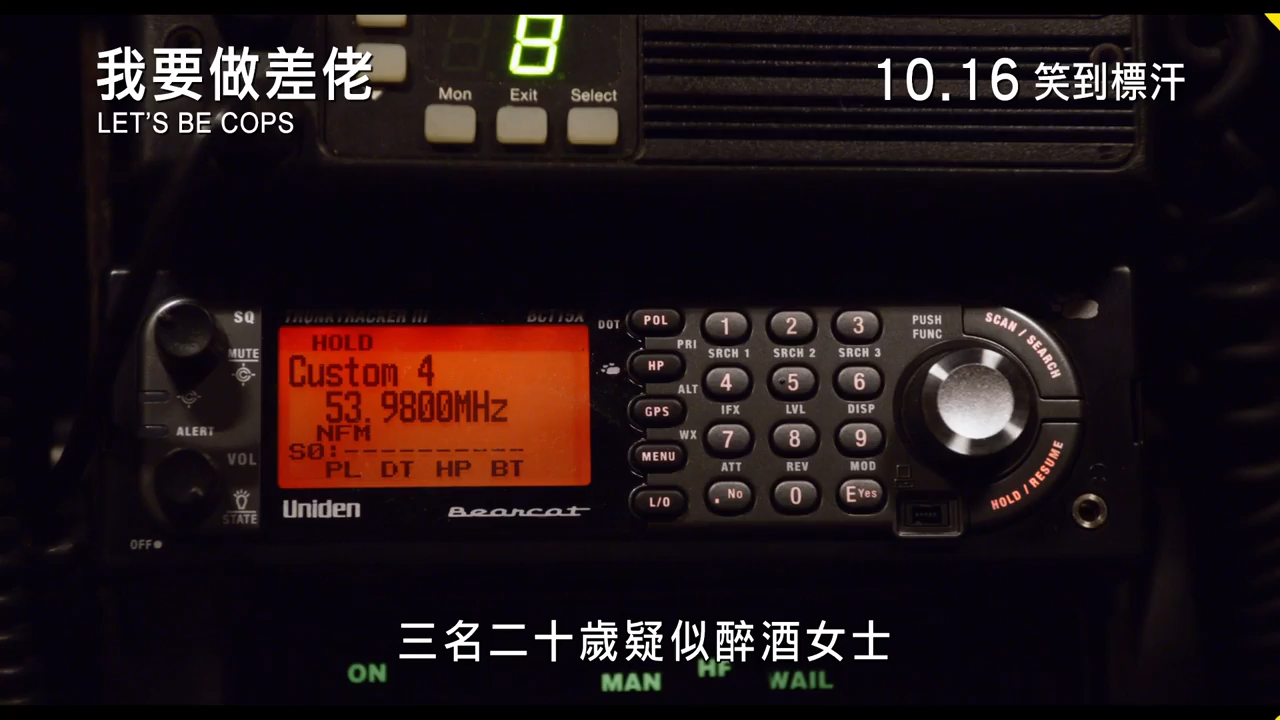 我要做差佬
LET'S BE COPS
10.16 笑到標汗
8
Mon Exit Select
SQ
MUTE
ALERT
VOL
STATE
OFF
TRUNKTRACKER III BCT15X
HOLD
Custom 4
53.9800MHz
NFM
S0:-----------
PL DT HP BT
Uniden Bearcat
DOT POL
PRI
HP
ALT
GPS
WX
MENU
L/O
1 2 3
SRCH 1 SRCH 2 SRCH 3
4 5 6
IFX LVL DISP
7 8 9
ATT REV MOD
. No 0 E Yes
PUSH
FUNC
SCAN / SEARCH
HOLD / RESUME
三名二十歲疑似醉酒女士
ON MAN HF WAIL